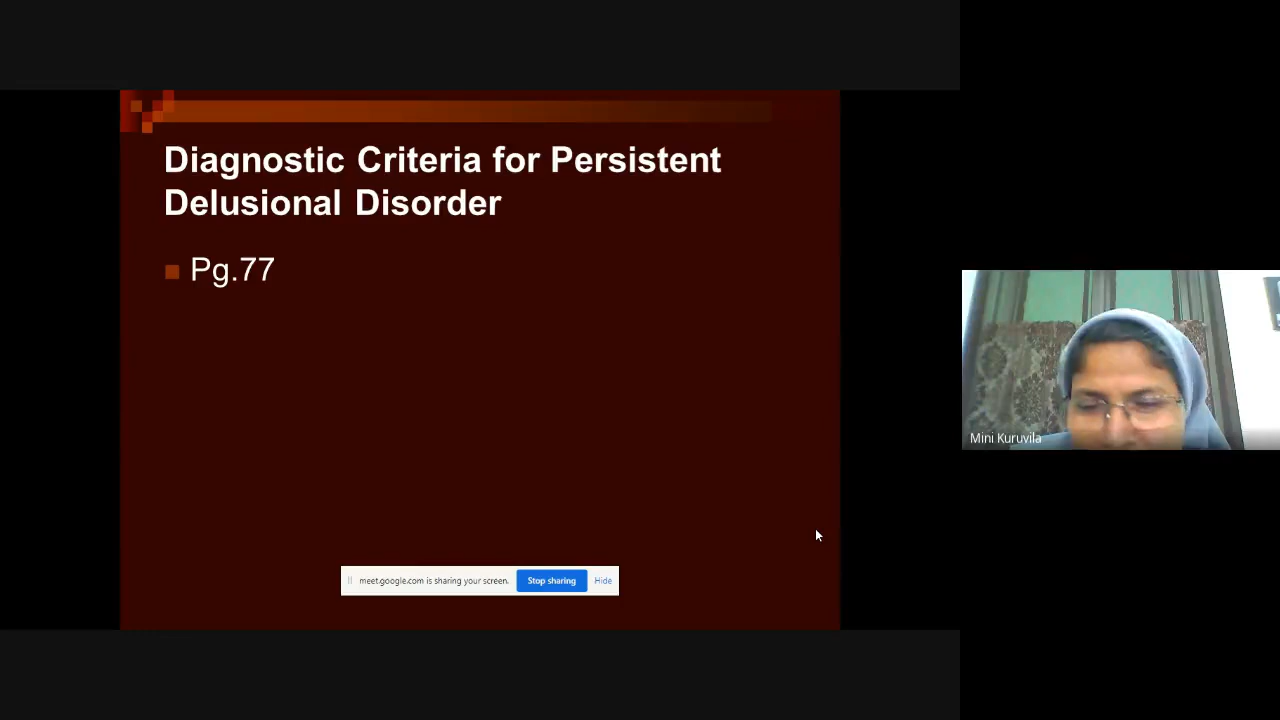 Diagnostic Criteria for Persistent
Delusional Disorder
Pg.77
meet.google.com is sharing your screen. Stop sharing Hide
Mini Kuruvila